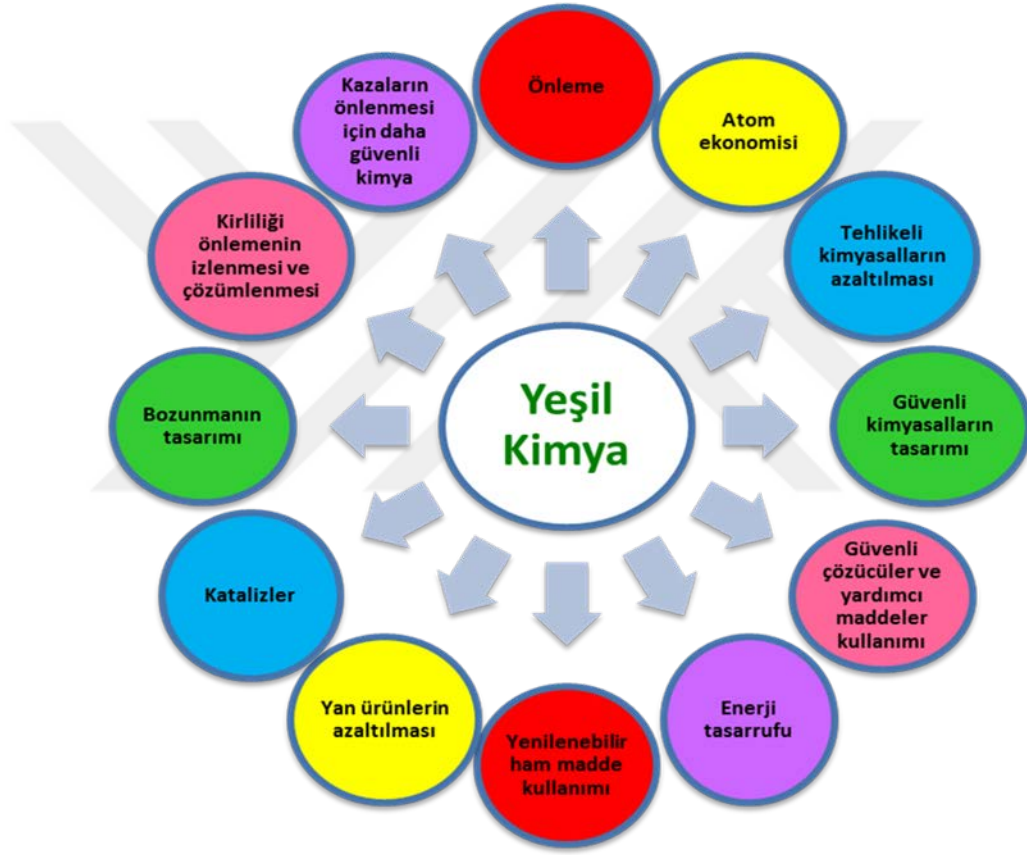 Önleme
Atom
ekonomisi
Tehlikeli
kimyasalların
azaltılması
Güvenli
kimyasalların
tasarımı
Güvenli
çözücüler ve
yardımcı
maddeler
kullanımı
Enerji
tasarrufu
Yenilenebilir
ham madde
kullanımı
Yan ürünlerin
azaltılması
Katalizler
Bozunmanın
tasarımı
Kirliliği
önlemenin
izlenmesi ve
çözümlenmesi
Kazaların
önlenmesi
için daha
güvenli
kimya
Yeşil
Kimya